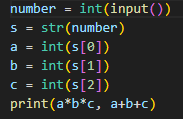 number = int(input())
s = str(number)
a = int(s[0])
b = int(s[1])
c = int(s[2])
print(a*b*c, a+b+c)